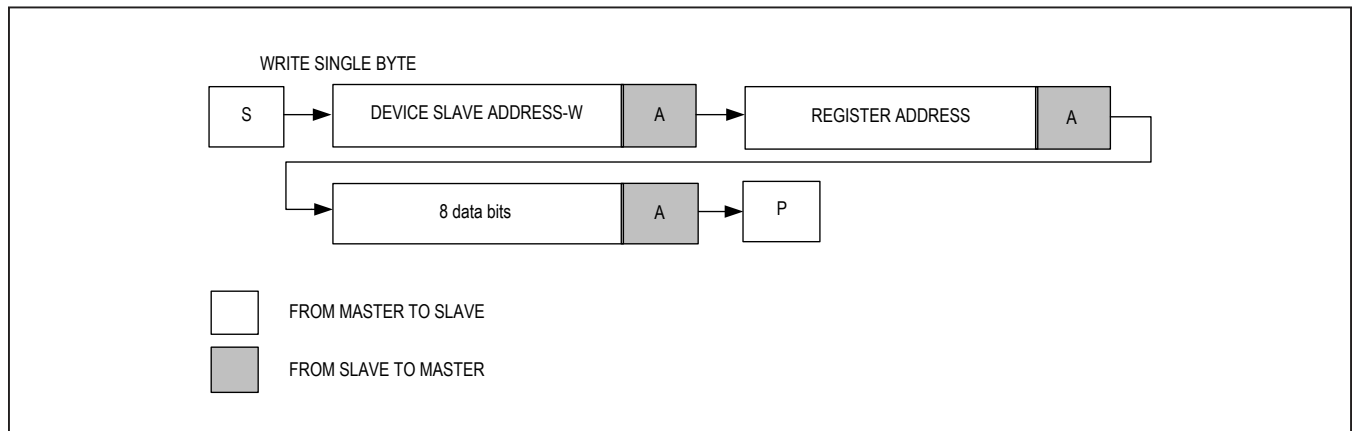 WRITE SINGLE BYTE
S DEVICE SLAVE ADDRESS-W A REGISTER ADDRESS A
8 data bits A P
FROM MASTER TO SLAVE
FROM SLAVE TO MASTER